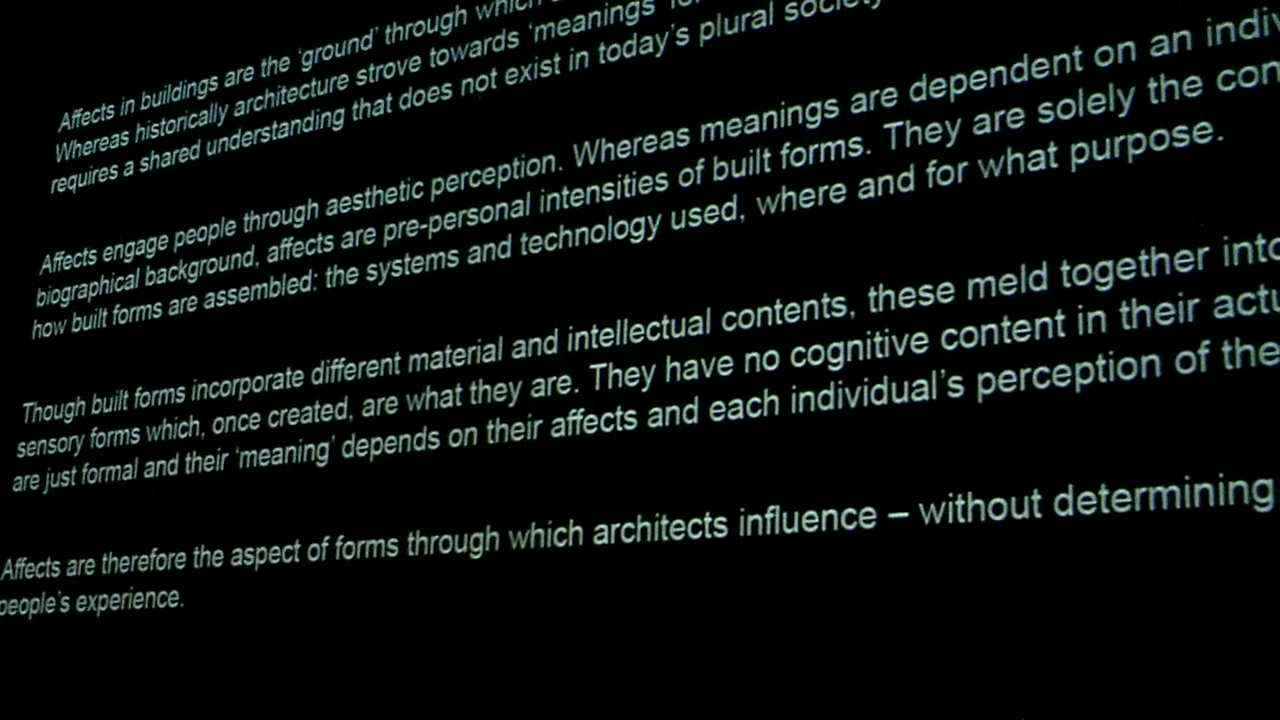 Affects in buildings are the ‘ground’ through which
Whereas historically architecture strove towards ‘meanings’
requires a shared understanding that does not exist in today’s plural society
Affects engage people through aesthetic perception. Whereas meanings are dependent on an
biographical background, affects are pre-personal intensities of built forms. They are solely the
how built forms are assembled: the systems and technology used, where and for what purpose.
Though built forms incorporate different material and intellectual contents, these meld together into
sensory forms which, once created, are what they are. They have no cognitive content in their
are just formal and their ‘meaning’ depends on their affects and each individual’s perception of
Affects are therefore the aspect of forms through which architects influence – without determining
people’s experience.